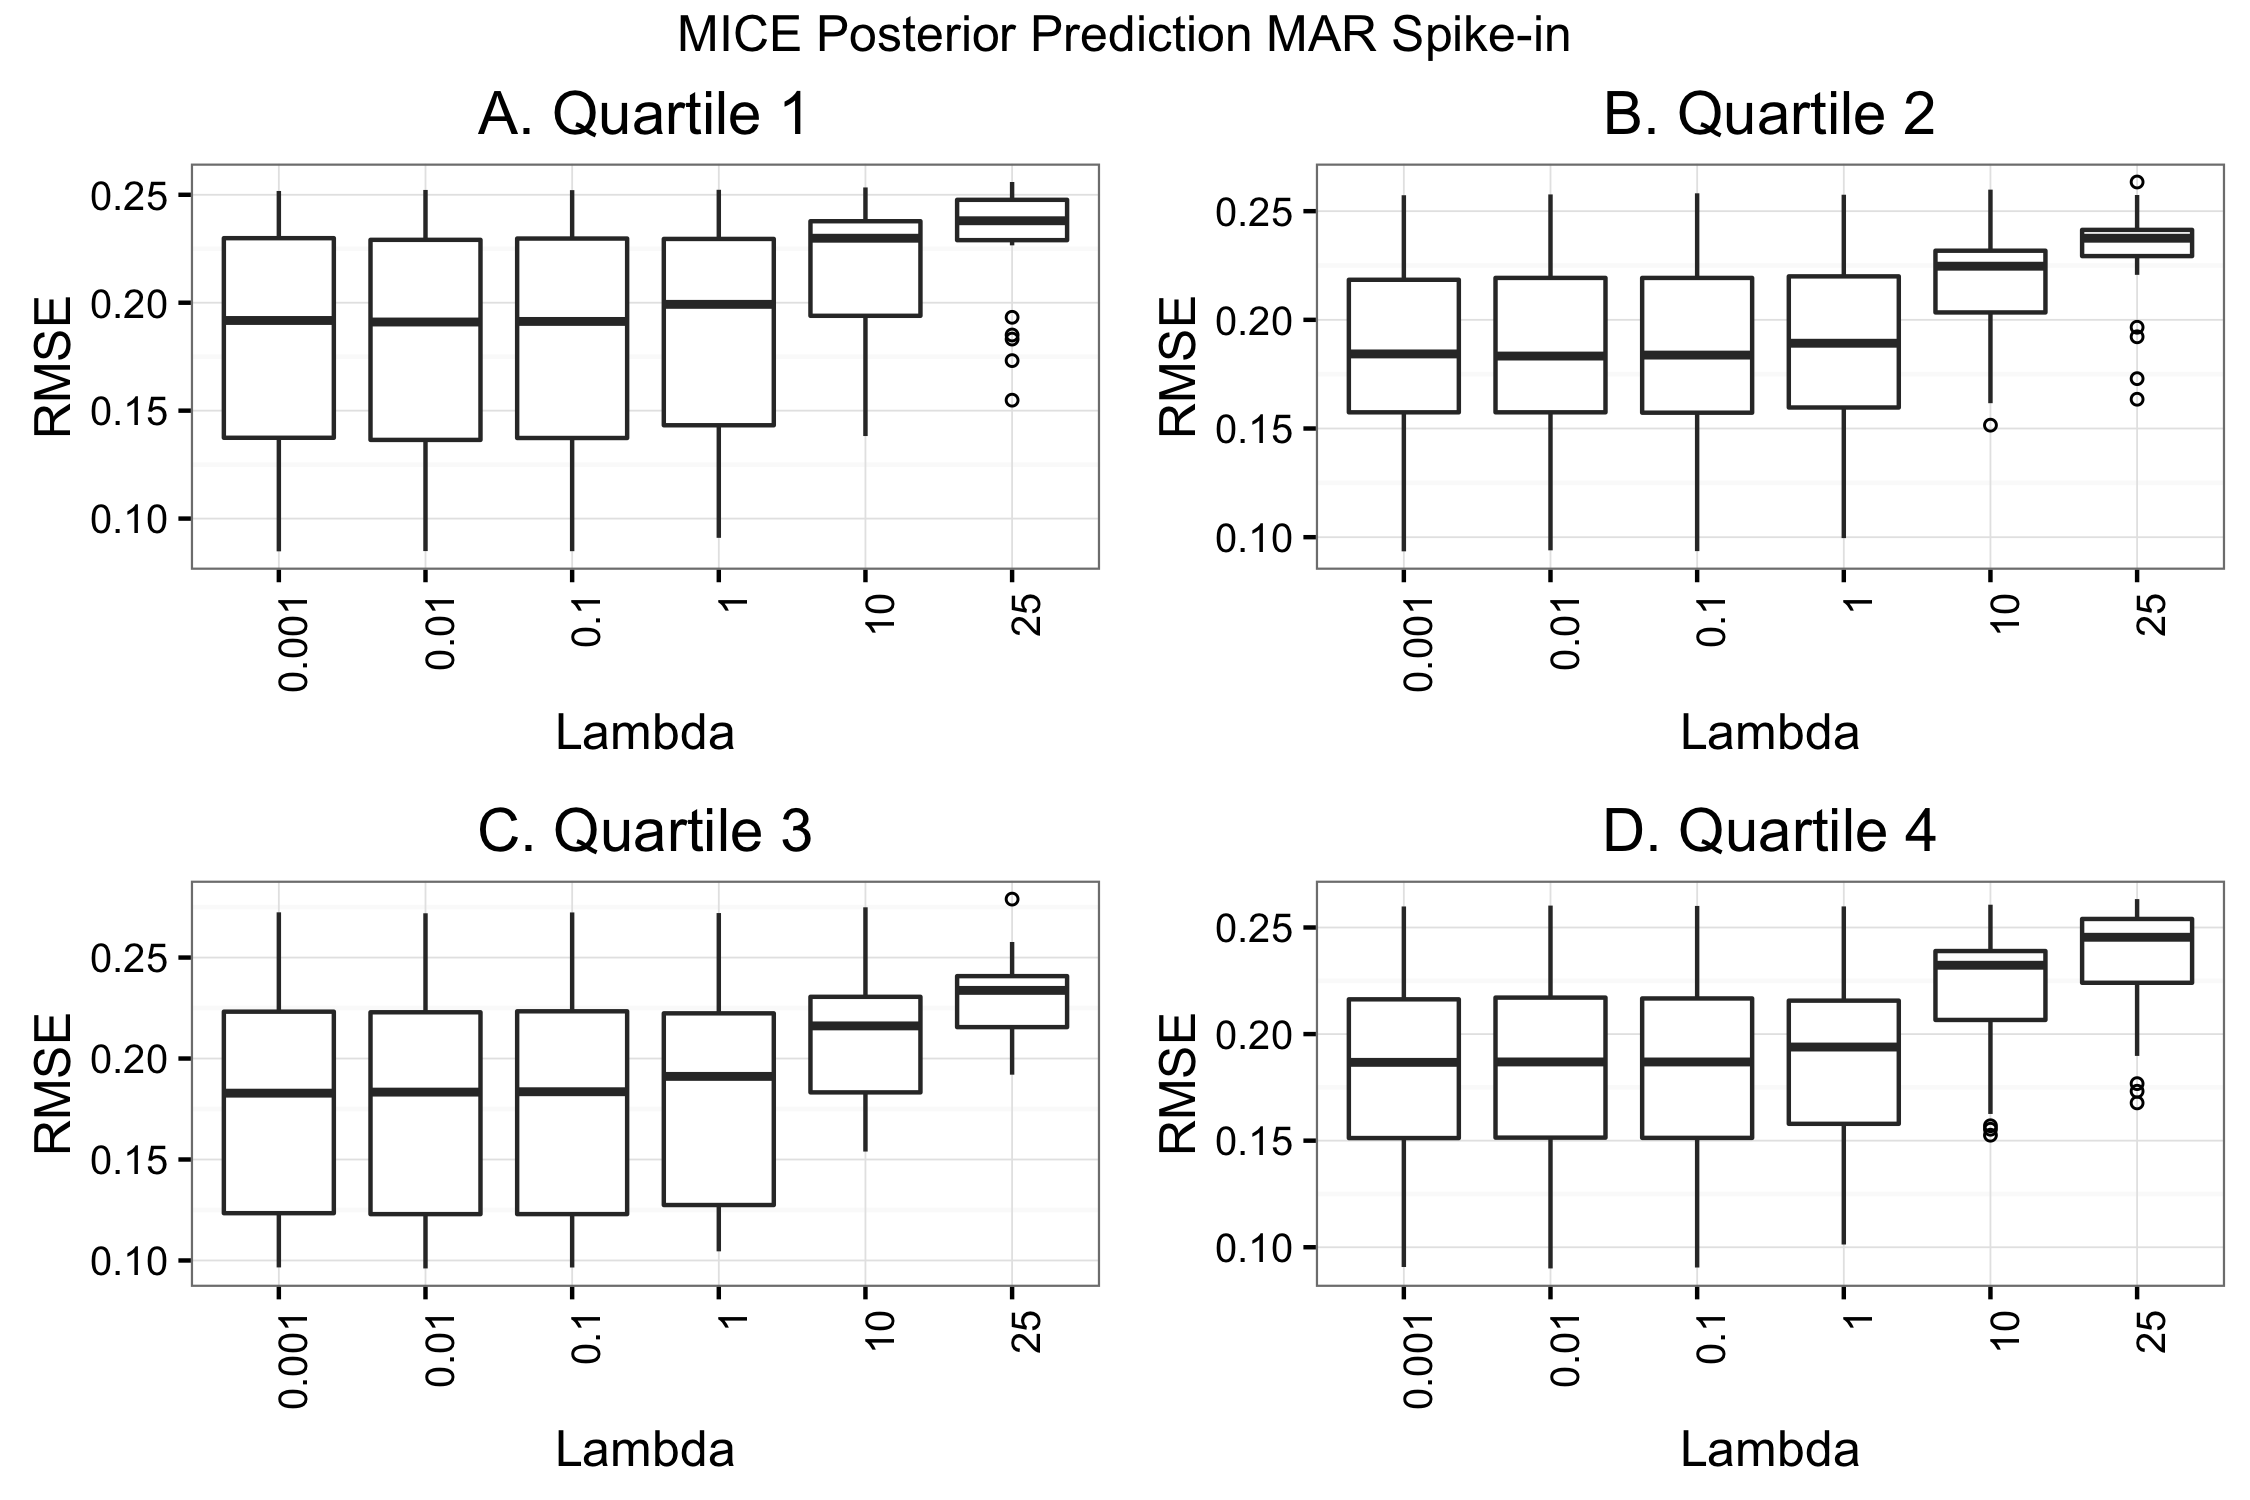 MICE Posterior Prediction MAR Spike-in
A. Quartile 1
RMSE
0.25
0.20
0.15
0.10
0.001 0.01 0.1 1 10 25
Lambda
B. Quartile 2
RMSE
0.25
0.20
0.15
0.10
0.001 0.01 0.1 1 10 25
Lambda
C. Quartile 3
RMSE
0.25
0.20
0.15
0.10
0.001 0.01 0.1 1 10 25
Lambda
D. Quartile 4
RMSE
0.25
0.20
0.15
0.10
0.001 0.01 0.1 1 10 25
Lambda